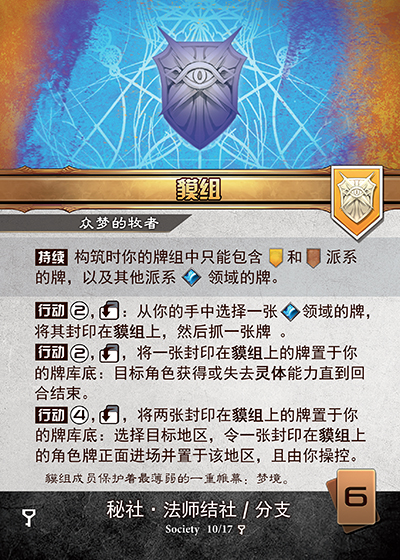 貘组
众梦的牧者
持续 构筑时你的牌组中只能包含 和 派系
的牌,以及其他派系 领域的牌。
行动 ②, :从你的手中选择一张 领域的牌,
将其封印在貘组上,然后抓一张牌 。
行动 ②, ,将一张封印在貘组上的牌置于你
的牌库底:目标角色获得或失去灵体能力直到回
合结束。
行动 ④, ,将两张封印在貘组上的牌置于你
的牌库底:选择目标地区,令一张封印在貘组上
的角色牌正面进场并置于该地区,且由你操控。
貘组成员保护着最薄弱的一重帷幕:梦境。
6
秘社·法师结社 / 分支
Society 10/17